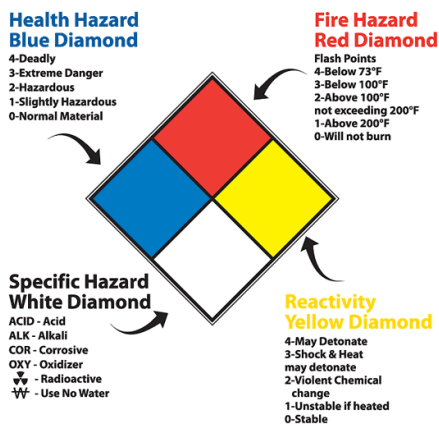 Health Hazard
Blue Diamond
4-Deadly
3-Extreme Danger
2-Hazardous
1-Slightly Hazardous
0-Normal Material
Fire Hazard
Red Diamond
Flash Points
4-Below 73°F
3-Below 100°F
2-Above 100°F
not exceeding 200°F
1-Above 200°F
0-Will not burn
Specific Hazard
White Diamond
ACID - Acid
ALK - Alkali
COR - Corrosive
OXY - Oxidizer
☢ - Radioactive
W - Use No Water
Reactivity
Yellow Diamond
4-May Detonate
3-Shock & Heat
may detonate
2-Violent Chemical
change
1-Unstable if heated
0-Stable